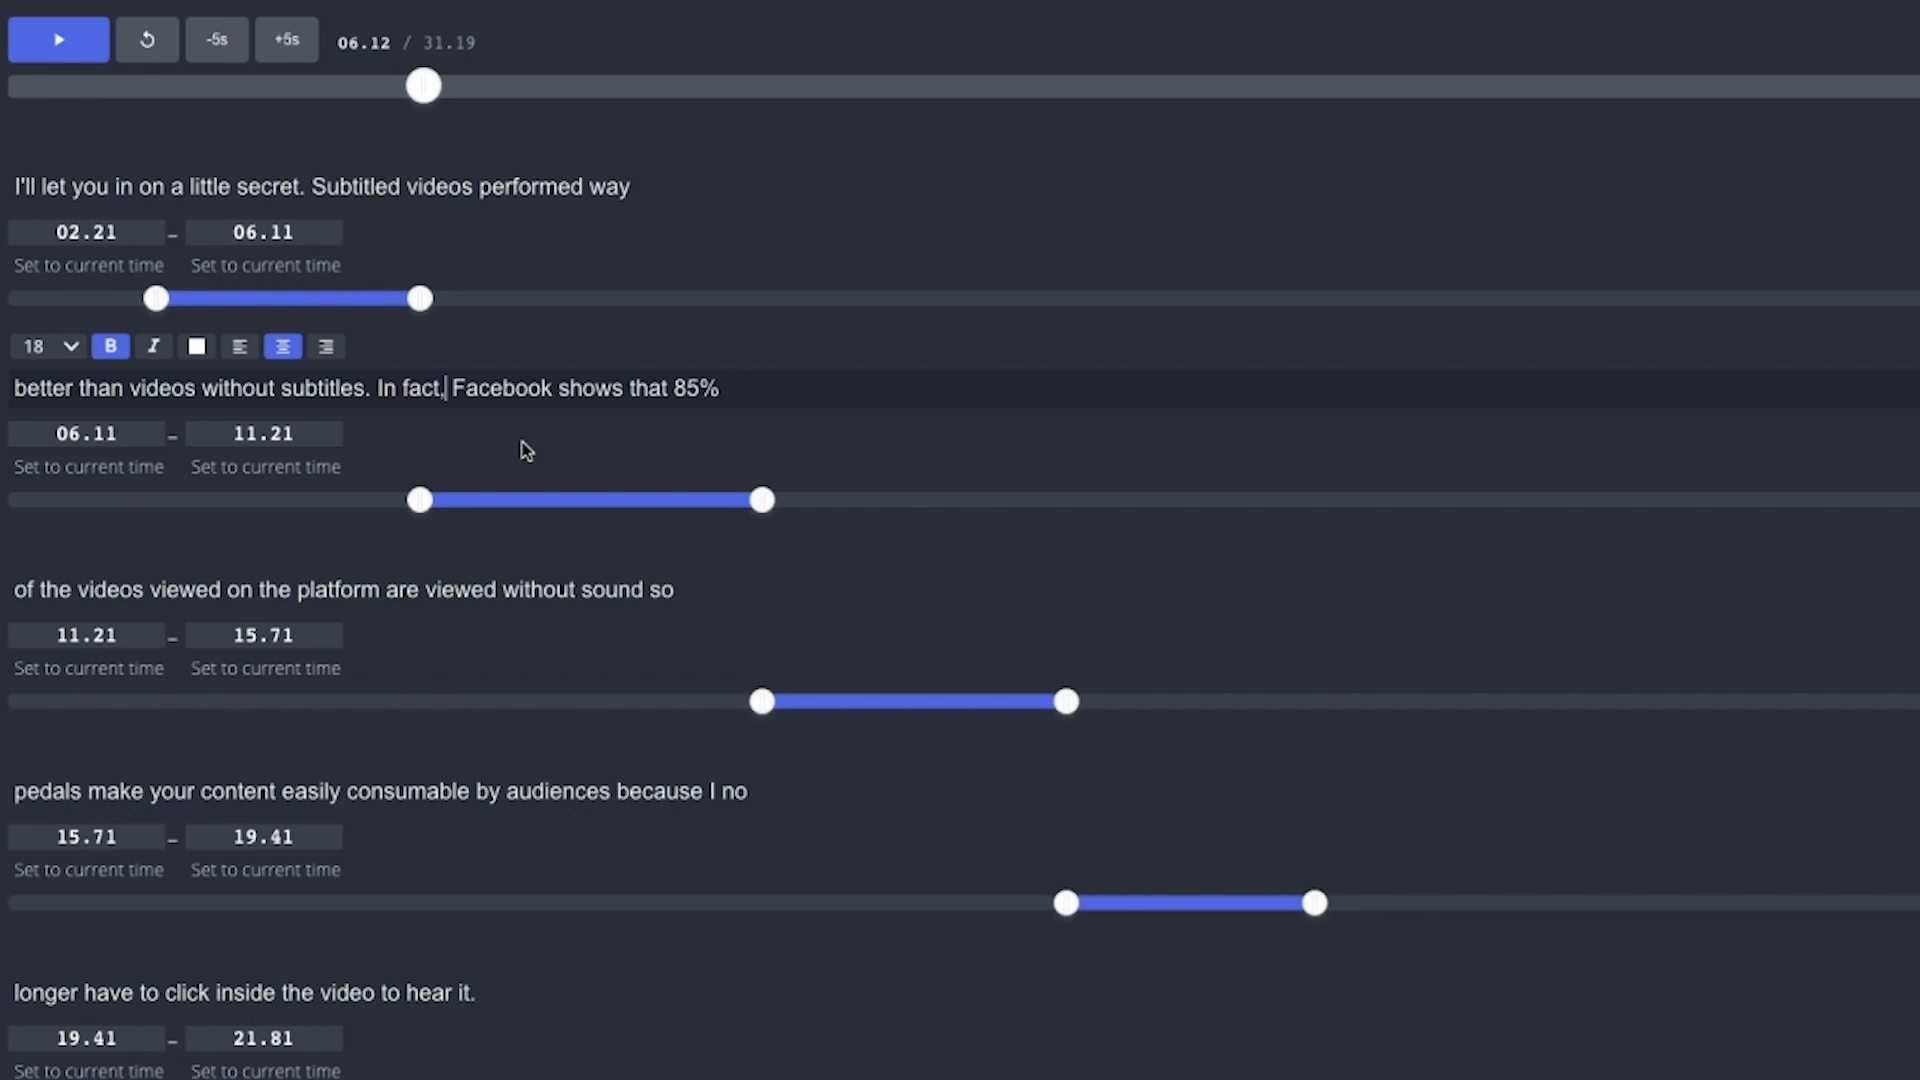 -5s +5s 06.12 / 31.19
I'll let you in on a little secret. Subtitled videos performed way
02.21 – 06.11
Set to current time Set to current time
18 B I
better than videos without subtitles. In fact, Facebook shows that 85%
06.11 – 11.21
Set to current time Set to current time
of the videos viewed on the platform are viewed without sound so
11.21 – 15.71
Set to current time Set to current time
pedals make your content easily consumable by audiences because I no
15.71 – 19.41
Set to current time Set to current time
longer have to click inside the video to hear it.
19.41 – 21.81
Set to current time Set to current time